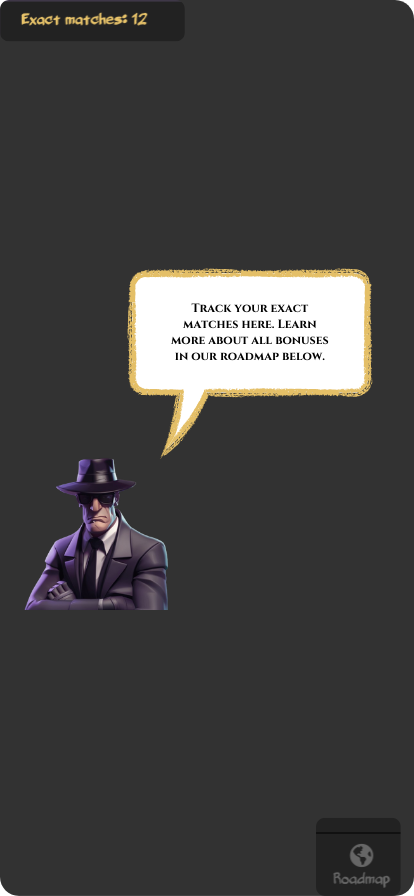 Exact matches: 12
Track your exact
matches here. Learn
more about all bonuses
in our roadmap below.
Roadmap